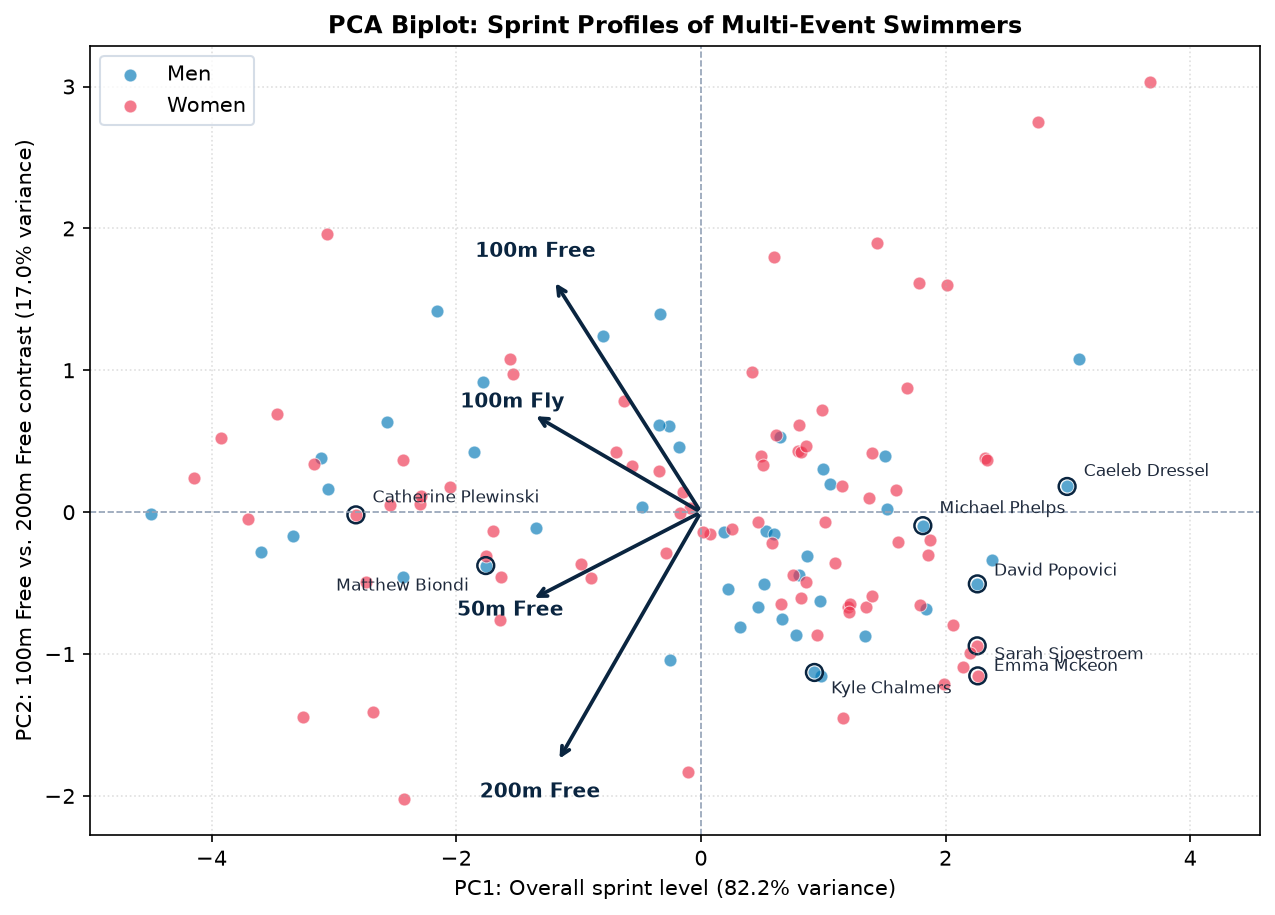 PCA Biplot: Sprint Profiles of Multi-Event Swimmers
Men
Women
PC2: 100m Free vs. 200m Free contrast (17.0% variance)
3
2
1
0
−1
−2
100m Free
100m Fly
50m Free
200m Free
Caeleb Dressel
Michael Phelps
Catherine Plewinski
David Popovici
Matthew Biondi
Sarah Sjoestroem
Emma Mckeon
Kyle Chalmers
−4
−2
0
2
4
PC1: Overall sprint level (82.2% variance)